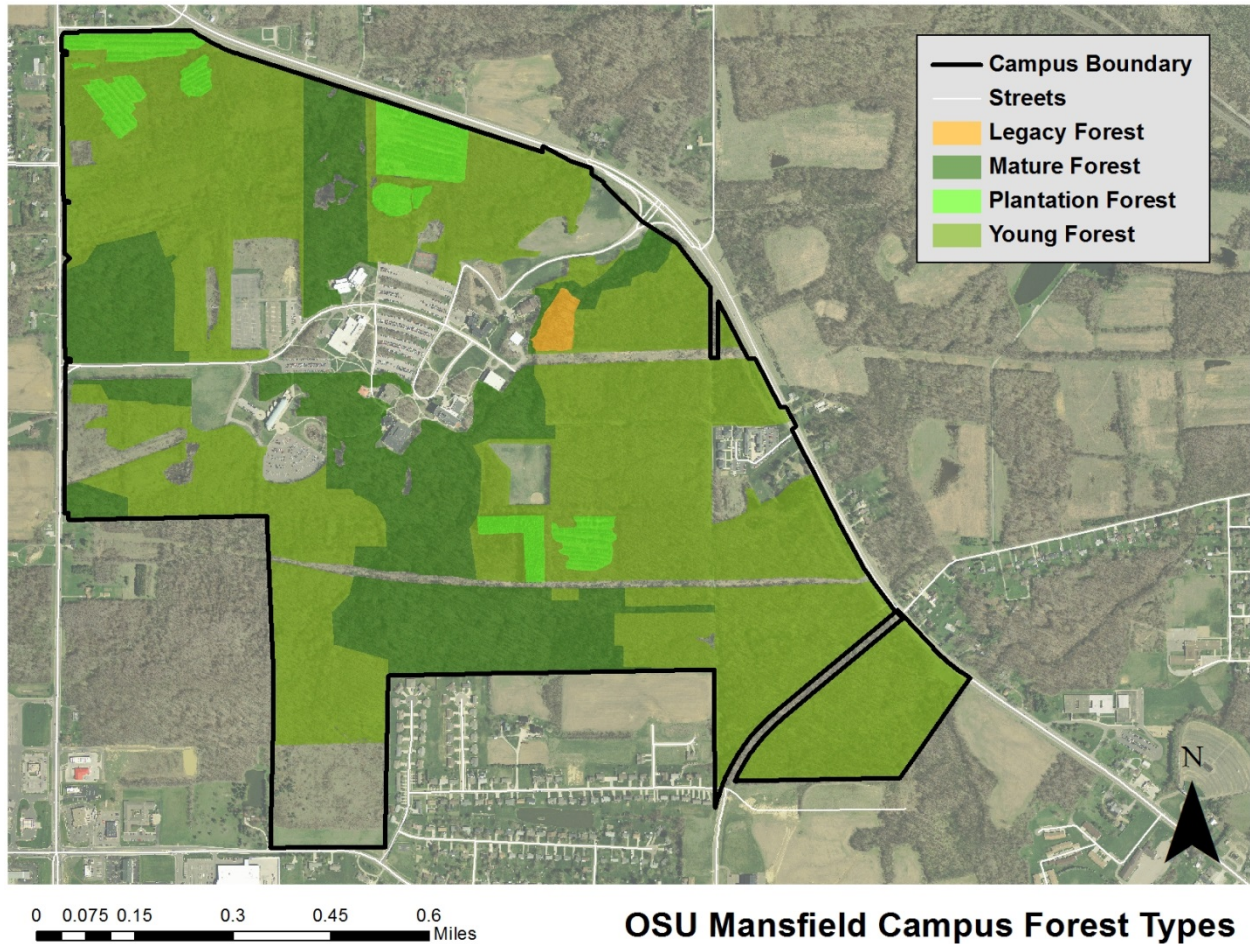 Campus Boundary
Streets
Legacy Forest
Mature Forest
Plantation Forest
Young Forest
N
0 0.075 0.15 0.3 0.45 0.6
Miles
OSU Mansfield Campus Forest Types